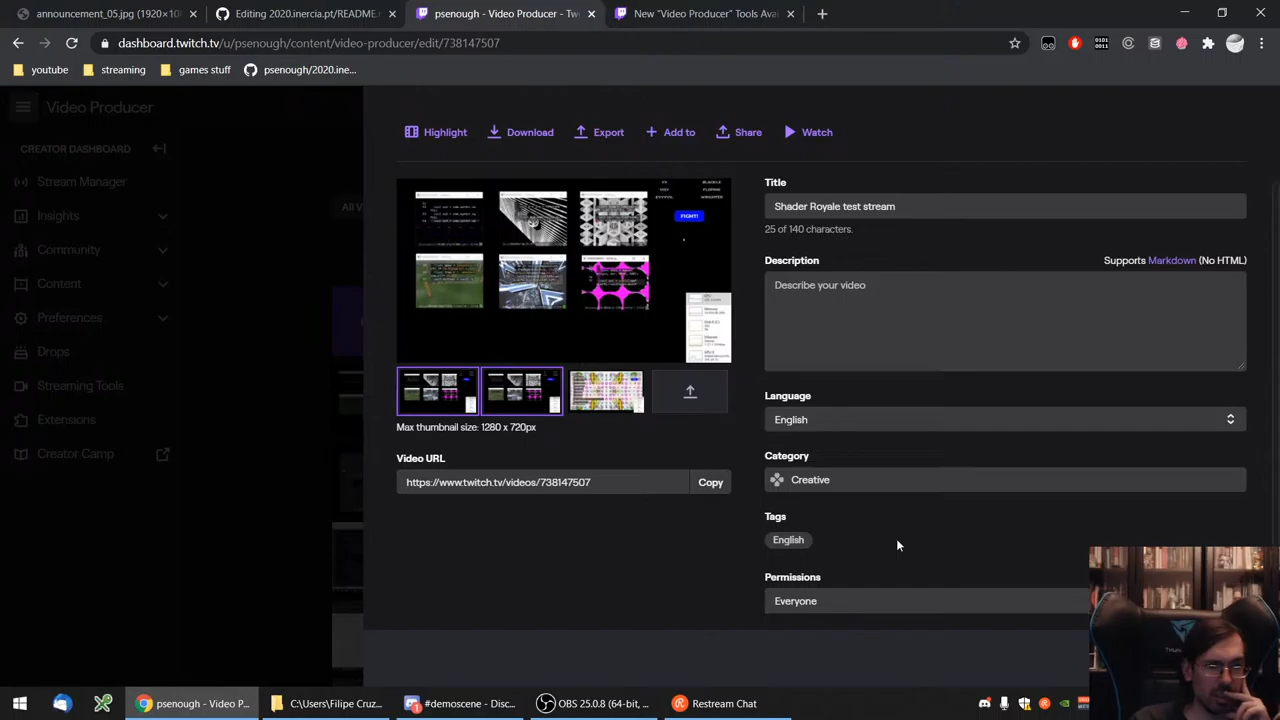 announcement_05.jpg (1920×10
Editing 2020.inercia.pt/README.
psenough - Video Producer - Twi
New "Video Producer" Tools Ava
dashboard.twitch.tv/u/psenough/content/video-producer/edit/738147507
youtube
streaming
games stuff
psenough/2020.ine...
Video Producer
CREATOR DASHBOARD
Stream Manager
Insights
Community
Content
Preferences
Drops
Streaming Tools
Extensions
Creator Camp
All V
Highlight
Download
Export
Add to
Share
Watch
FIGHT!
Max thumbnail size: 1280 x 720px
Video URL
https://www.twitch.tv/videos/738147507
Copy
Title
Shader Royale test stream
25 of 140 characters.
Description
Supports Markdown (No HTML)
your video
Language
English
Category
Creative
Tags
English
Permissions
Everyone
psenough - Video P...
C:\Users\Filipe Cruz...
#demoscene - Disc...
OBS 25.0.8 (64-bit, ...
Restream Chat